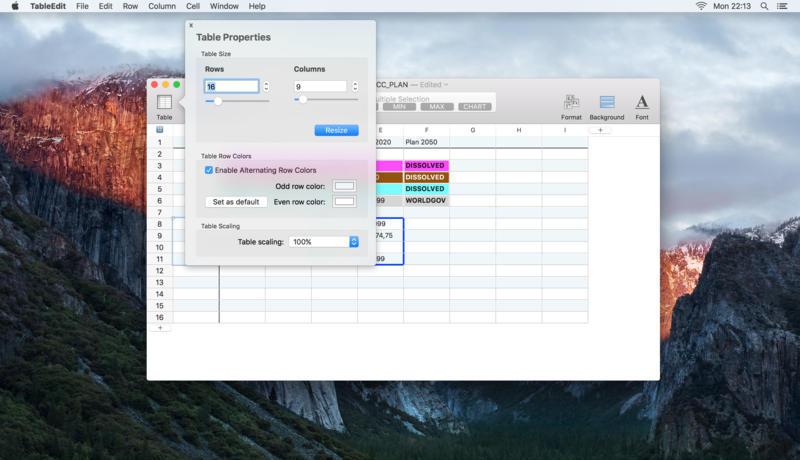 TableEdit File Edit Row Column Cell Window Help Mon 22:13
x
Table Properties
Table Size
Rows Columns
16 9
Resize
Table Row Colors
Enable Alternating Row Colors
Odd row color:
Set as default Even row color:
Table Scaling
Table scaling: 100%
CC_PLAN — Edited
Multiple Selection
MIN MAX CHART
Table Format Background Font
E F G H I +
1 2020 Plan 2050
2
3 DISSOLVED
4 0 DISSOLVED
5 DISSOLVED
6 99 WORLDGOV
7
8 999
9 74,75
10
11 99
12
13
14
15
16
+